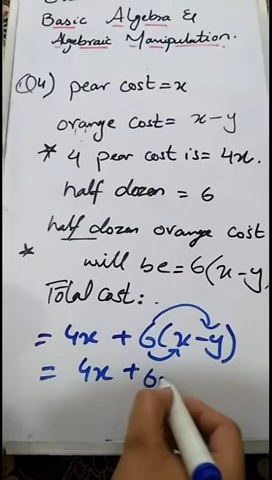 Basic Algebra &
Algebraic Manipulation.
Q4) pear cost = x
orange cost = x-y
* 4 pear cost is = 4x.
half dozen = 6
half dozen orange cost
* will be = 6(x-y
Total cost:.
= 4x + 6(x-y)
= 4x + 6